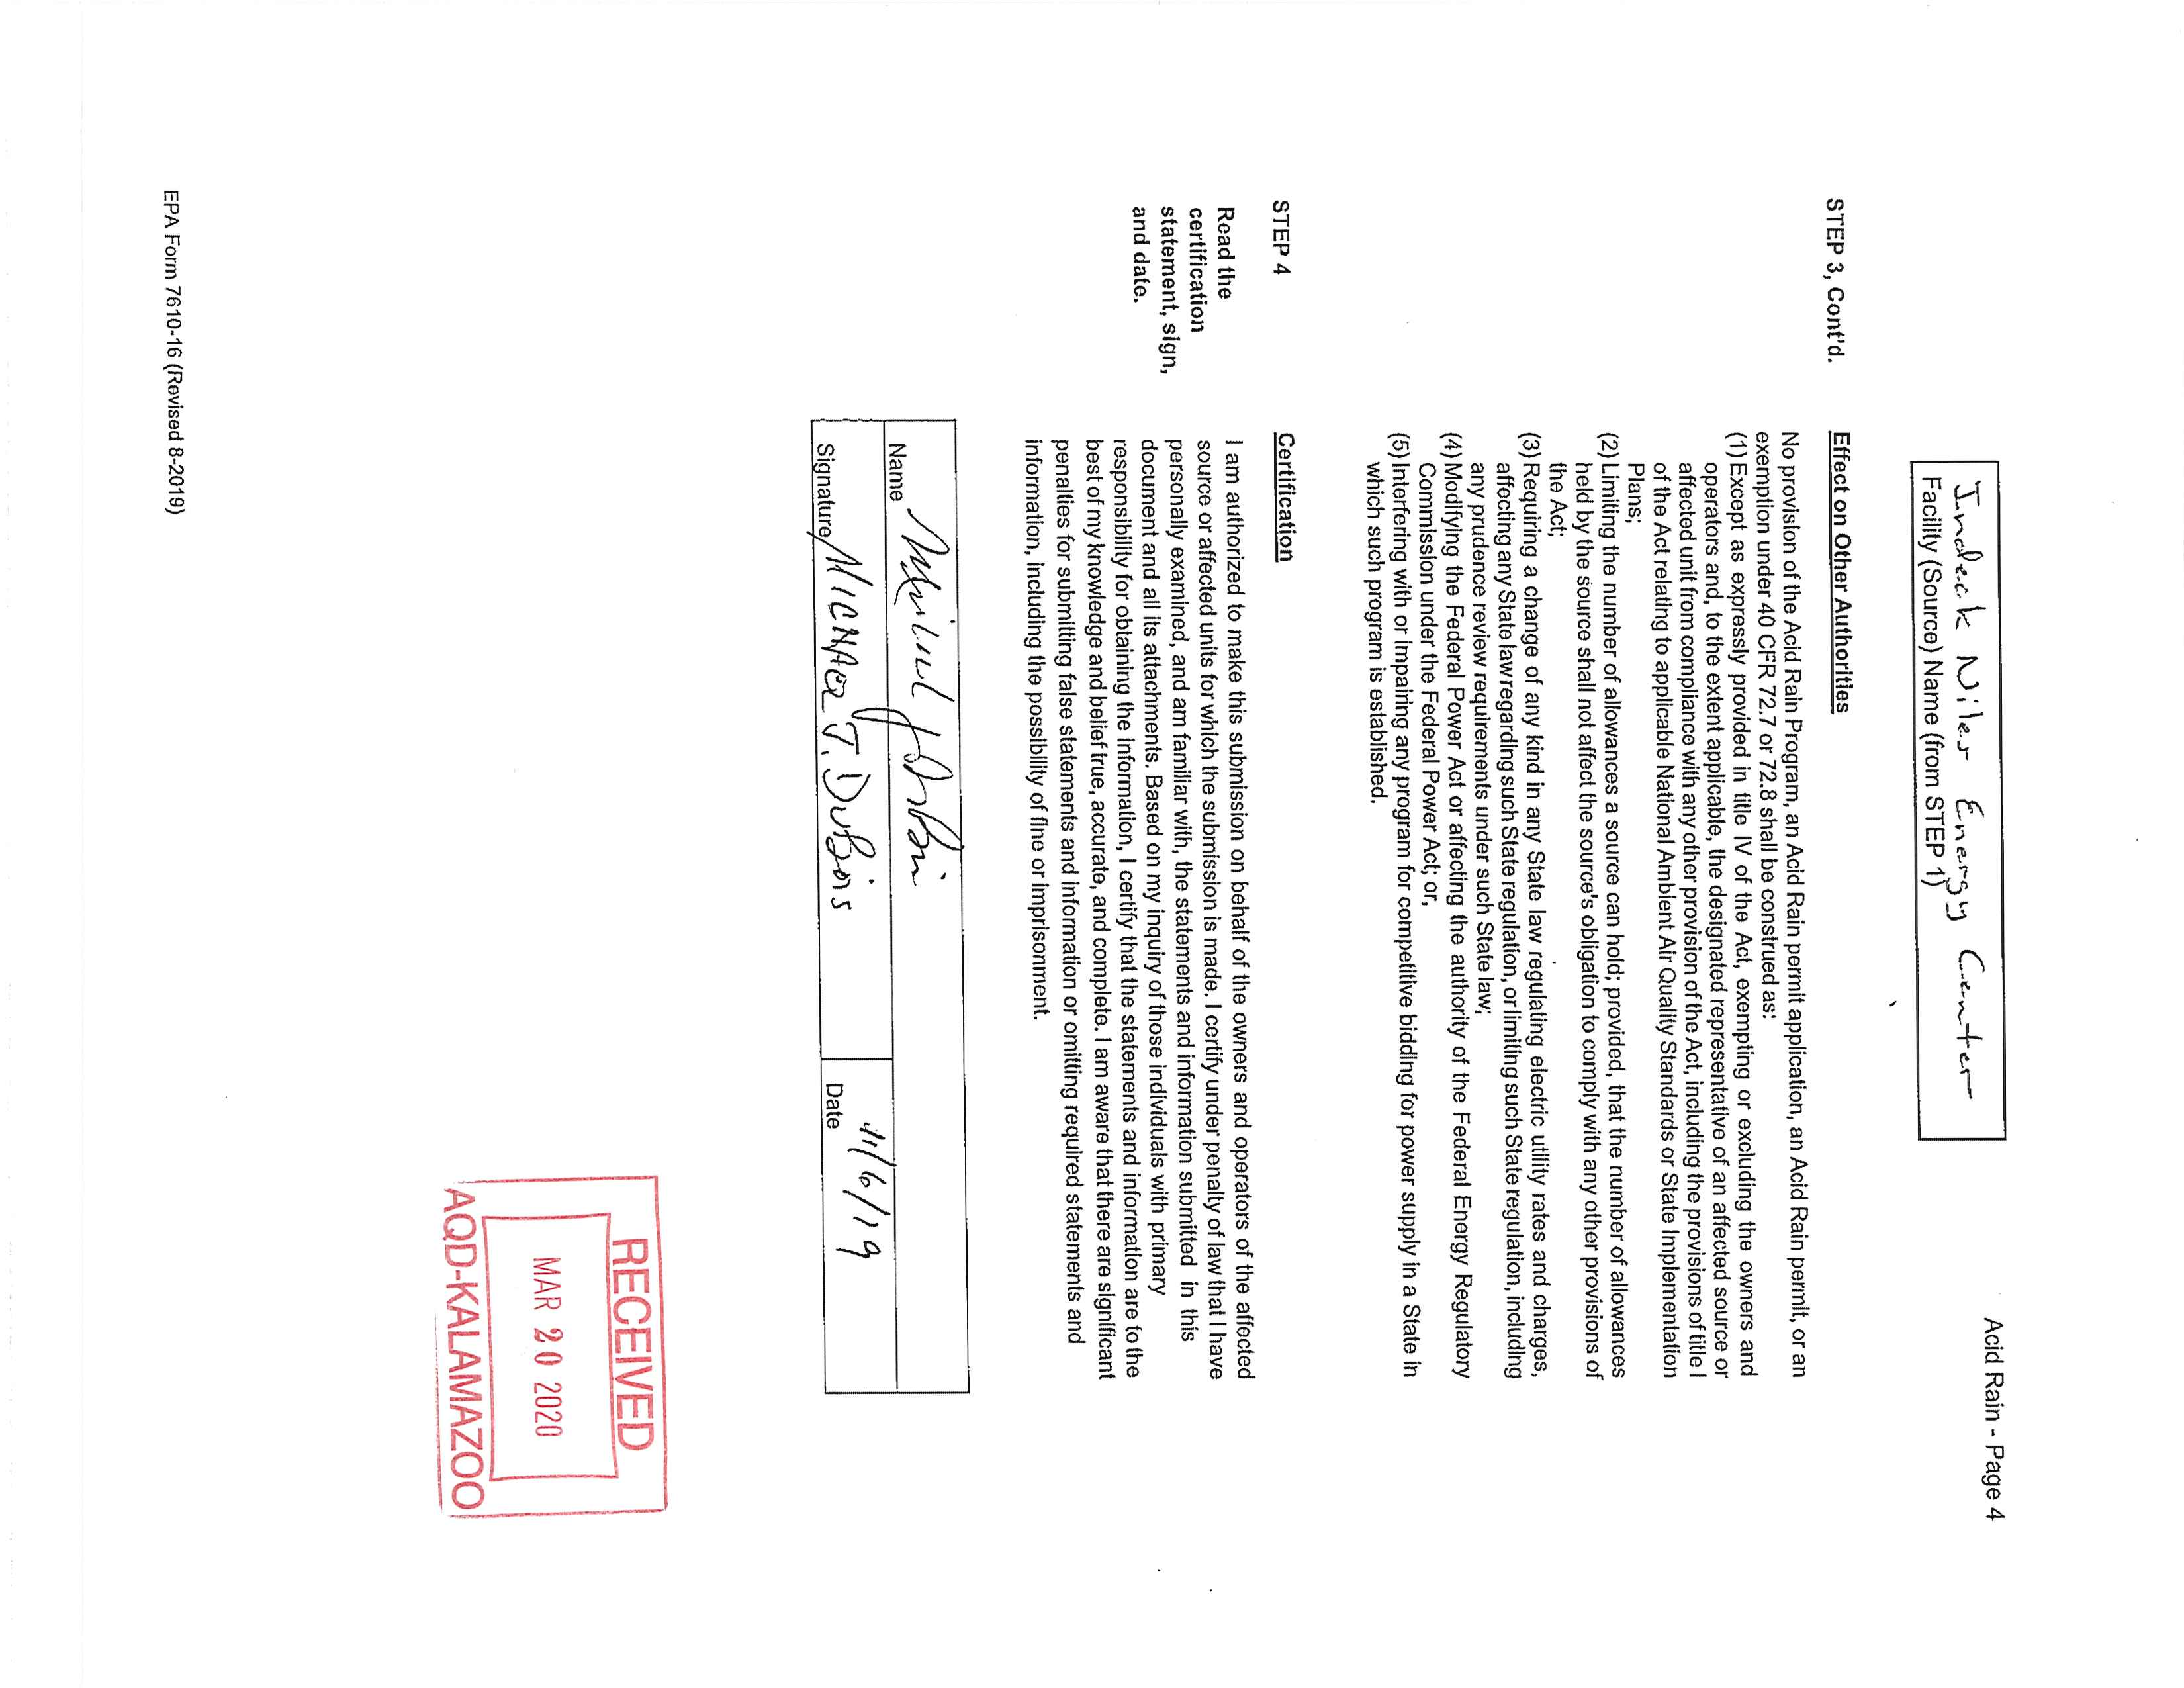 Acid Rain - Page 4
Indeck Niles Energy Center
Facility (Source) Name (from STEP 1)
STEP 3, Cont'd.
Effect on Other Authorities
No provision of the Acid Rain Program, an Acid Rain permit application, an Acid Rain permit, or an
exemption under 40 CFR 72.7 or 72.8 shall be construed as:
(1) Except as expressly provided in title IV of the Act, exempting or excluding the owners and
operators and, to the extent applicable, the designated representative of an affected source or
affected unit from compliance with any other provision of the Act, including the provisions of title I
of the Act relating to applicable National Ambient Air Quality Standards or State Implementation
Plans;
(2) Limiting the number of allowances a source can hold; provided, that the number of allowances
held by the source shall not affect the source's obligation to comply with any other provisions of
the Act;
(3) Requiring a change of any kind in any State law regulating electric utility rates and charges,
affecting any State law regarding such State regulation, or limiting such State regulation, including
any prudence review requirements under such State law;
(4) Modifying the Federal Power Act or affecting the authority of the Federal Energy Regulatory
Commission under the Federal Power Act; or,
(5) Interfering with or impairing any program for competitive bidding for power supply in a State in
which such program is established.
STEP 4
Read the
certification
statement, sign,
and date.
Certification
I am authorized to make this submission on behalf of the owners and operators of the affected
source or affected units for which the submission is made. I certify under penalty of law that I have
personally examined, and am familiar with, the statements and information submitted in this
document and all its attachments. Based on my inquiry of those individuals with primary
responsibility for obtaining the information, I certify that the statements and information are to the
best of my knowledge and belief true, accurate, and complete. I am aware that there are significant
penalties for submitting false statements and information or omitting required statements and
information, including the possibility of fine or imprisonment.
Name
Signature MICHAEL J. DuBois
Date 11/6/19
RECEIVED
MAR 20 2020
AQD-KALAMAZOO
EPA Form 7610-16 (Revised 8-2019)